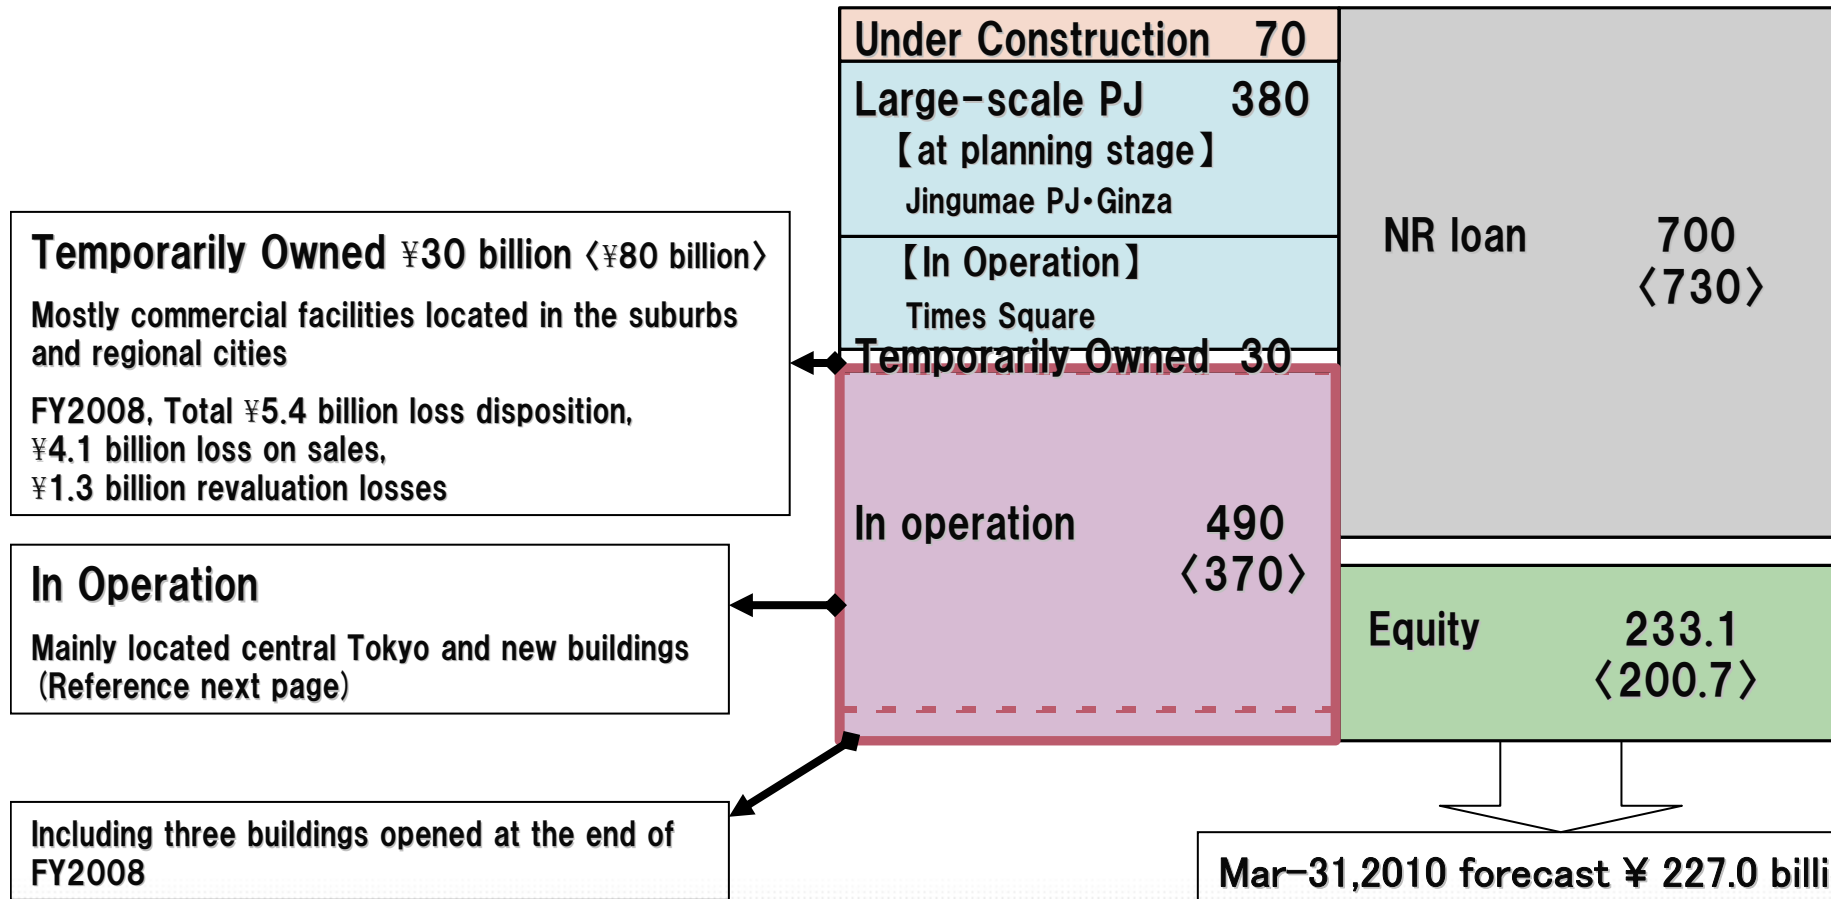 Under Construction 70
Large-scale PJ 380
【at planning stage】
Jingumae PJ・Ginza
【In Operation】
Times Square
Temporarily Owned 30
In operation 490
〈370〉
NR loan 700
〈730〉
Equity 233.1
〈200.7〉
Temporarily Owned ¥30 billion 〈¥80 billion〉
Mostly commercial facilities located in the suburbs
and regional cities
FY2008, Total ¥5.4 billion loss disposition,
¥4.1 billion loss on sales,
¥1.3 billion revaluation losses
In Operation
Mainly located central Tokyo and new buildings
(Reference next page)
Including three buildings opened at the end of
FY2008
Mar-31,2010 forecast ¥ 227.0 billi